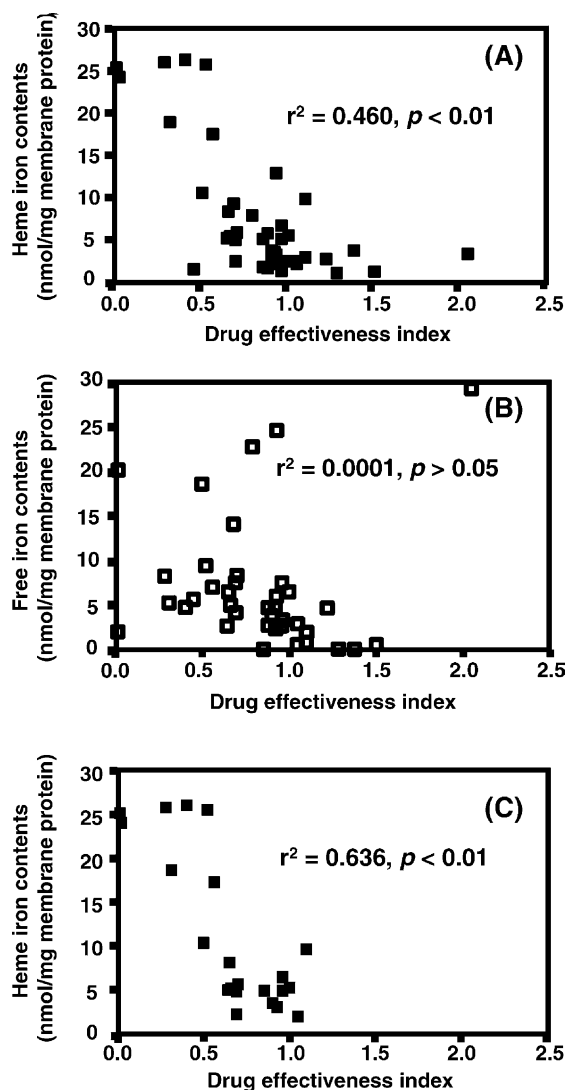 30
(A)
25
r² = 0.460, p < 0.01
20
15
10
5
0
Heme iron contents
(nmol/mg membrane protein)
0.0 0.5 1.0 1.5 2.0 2.5
Drug effectiveness index
30
(B)
25
r² = 0.0001, p > 0.05
20
15
10
5
0
Free iron contents
(nmol/mg membrane protein)
0.0 0.5 1.0 1.5 2.0 2.5
Drug effectiveness index
30
(C)
25
r² = 0.636, p < 0.01
20
15
10
5
0
Heme iron contents
(nmol/mg membrane protein)
0.0 0.5 1.0 1.5 2.0 2.5
Drug effectiveness index